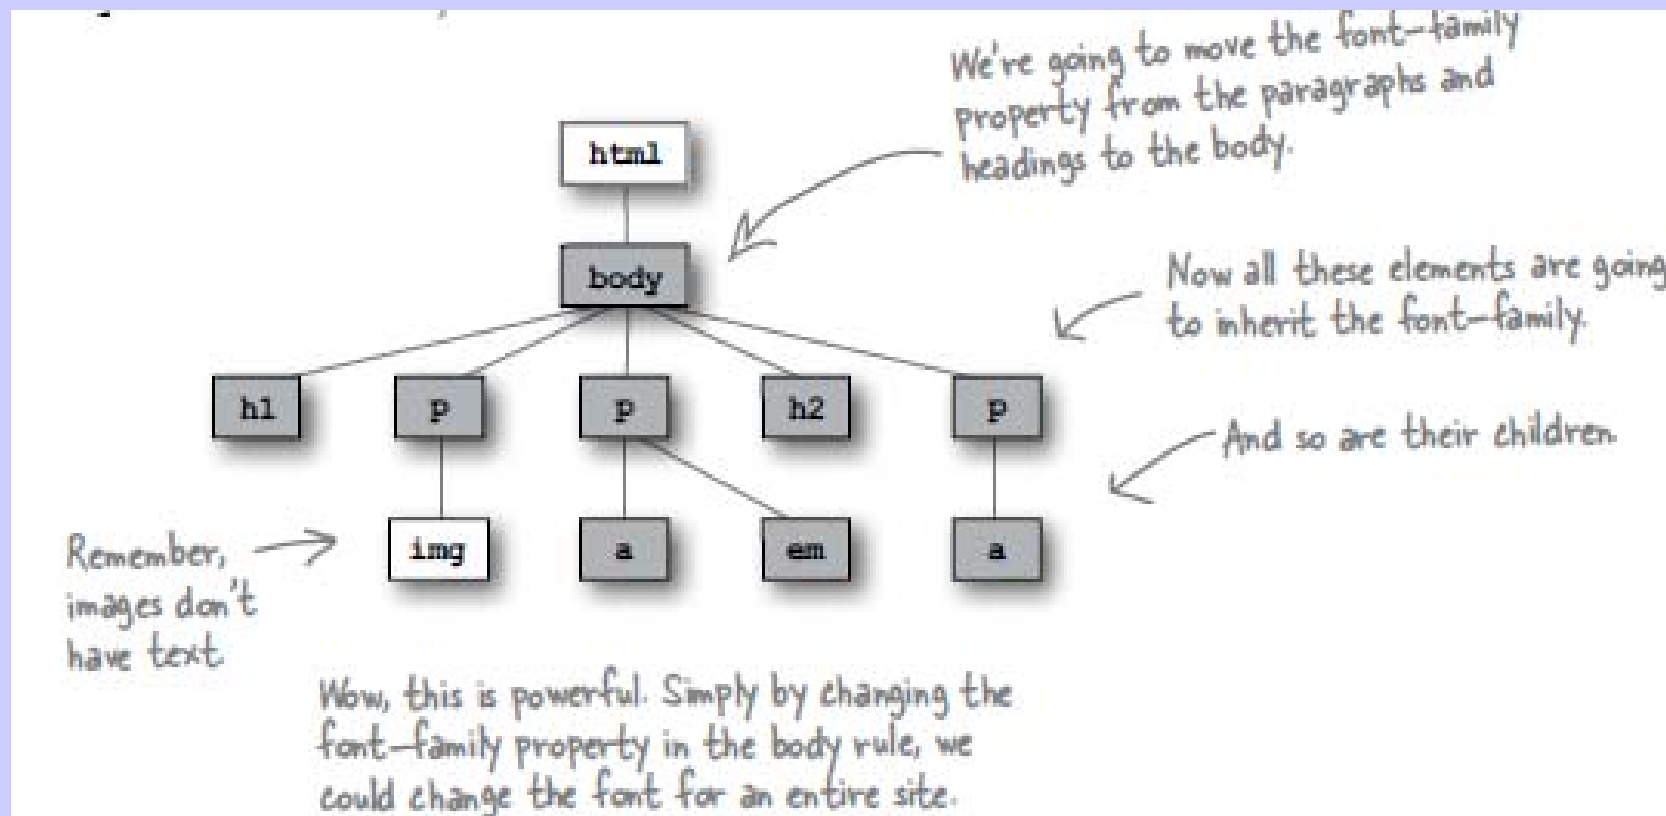 We're going to move the font-family
property from the paragraphs and
headings to the body.
html
body
Now all these elements are going
to inherit the font-family.
h1 p p h2 p
And so are their children.
img a em a
Remember,
images don't
have text.
Wow, this is powerful. Simply by changing the
font-family property in the body rule, we
could change the font for an entire site.